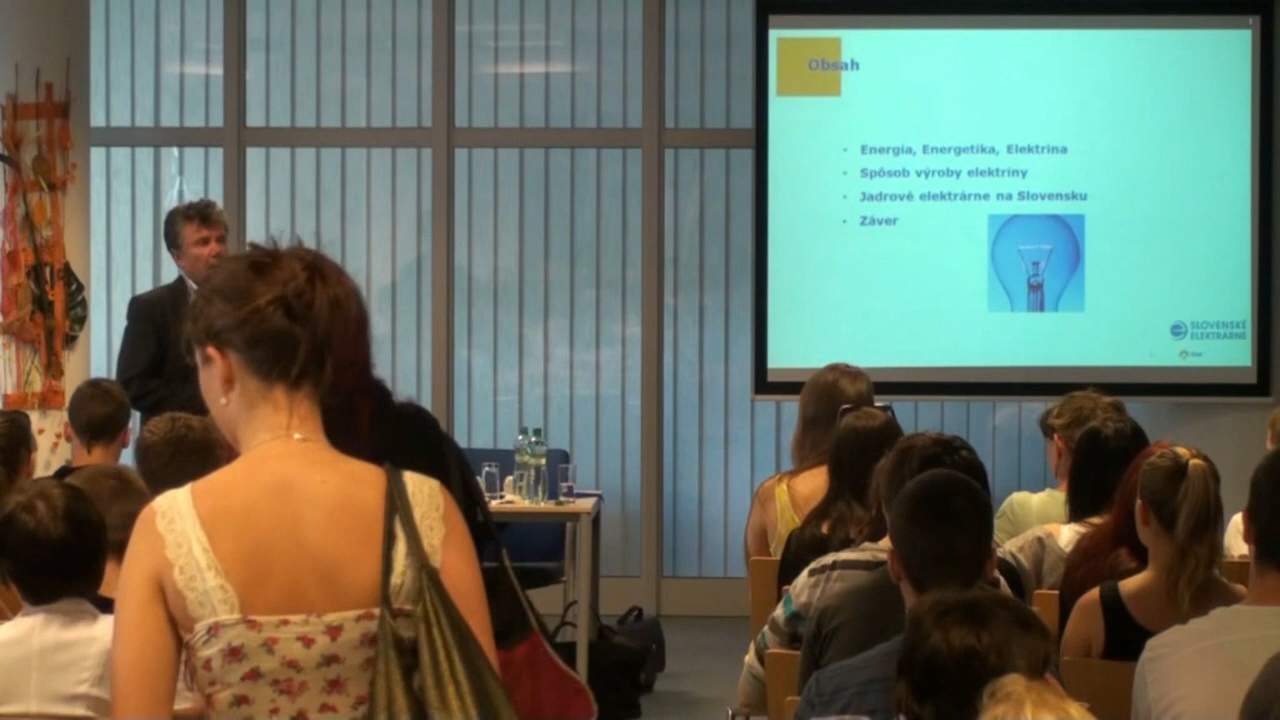 Obsah
• Energia, Energetika, Elektrina
• Spôsob výroby elektriny
• Jadrové elektrárne na Slovensku
• Záver
SLOVENSKÉ
ELEKTRÁRNE